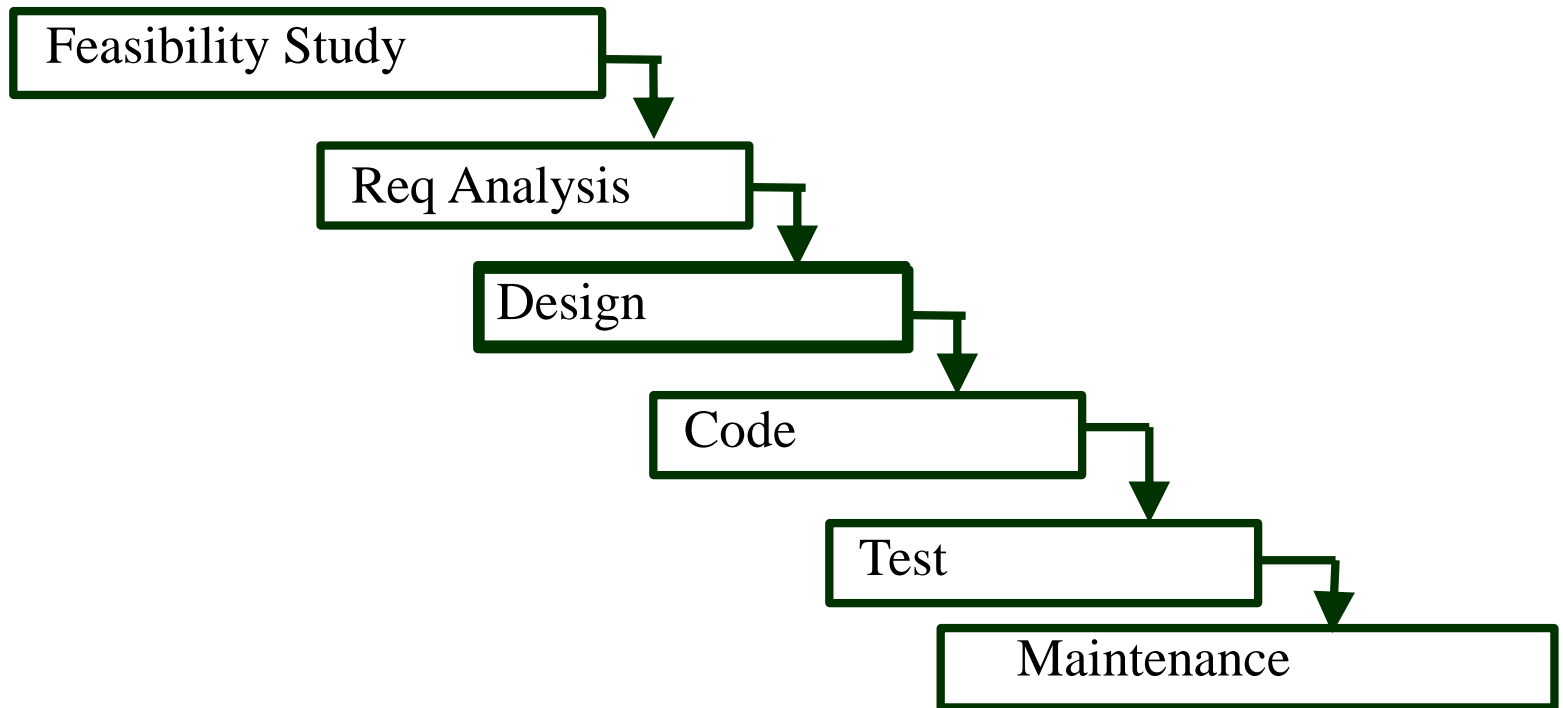 Feasibility Study
Req Analysis
Design
Code
Test
Maintenance